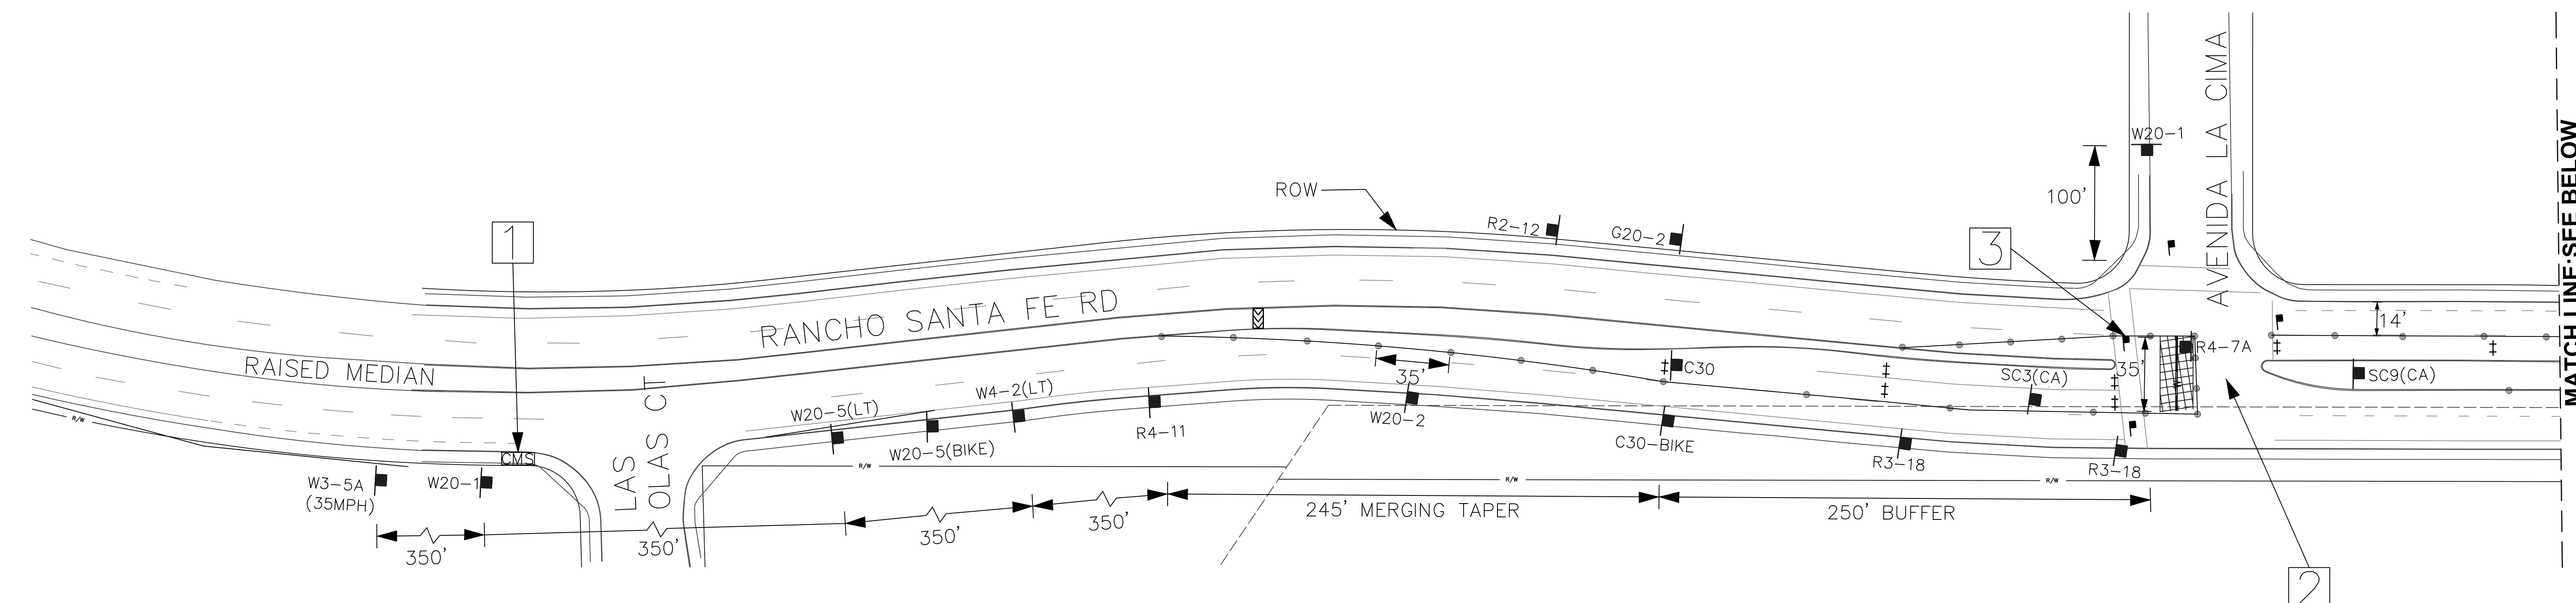 W20-1
100'
AVENIDA LA CIMA
MATCH LINE-SEE BELOW
ROW
R2-12
G20-2
1
3
RANCHO SANTA FE RD
RAISED MEDIAN
14'
R4-7A
35'
35'
C30
SC3(CA)
SC9(CA)
W20-5(LT)
W4-2(LT)
W20-5(BIKE)
R4-11
W20-2
C30-BIKE
R3-18
R3-18
R/W
CMS
LAS
OLAS CT
W3-5A
(35MPH)
W20-1
R/W
R/W
R/W
350'
350'
350'
350'
245' MERGING TAPER
250' BUFFER
2